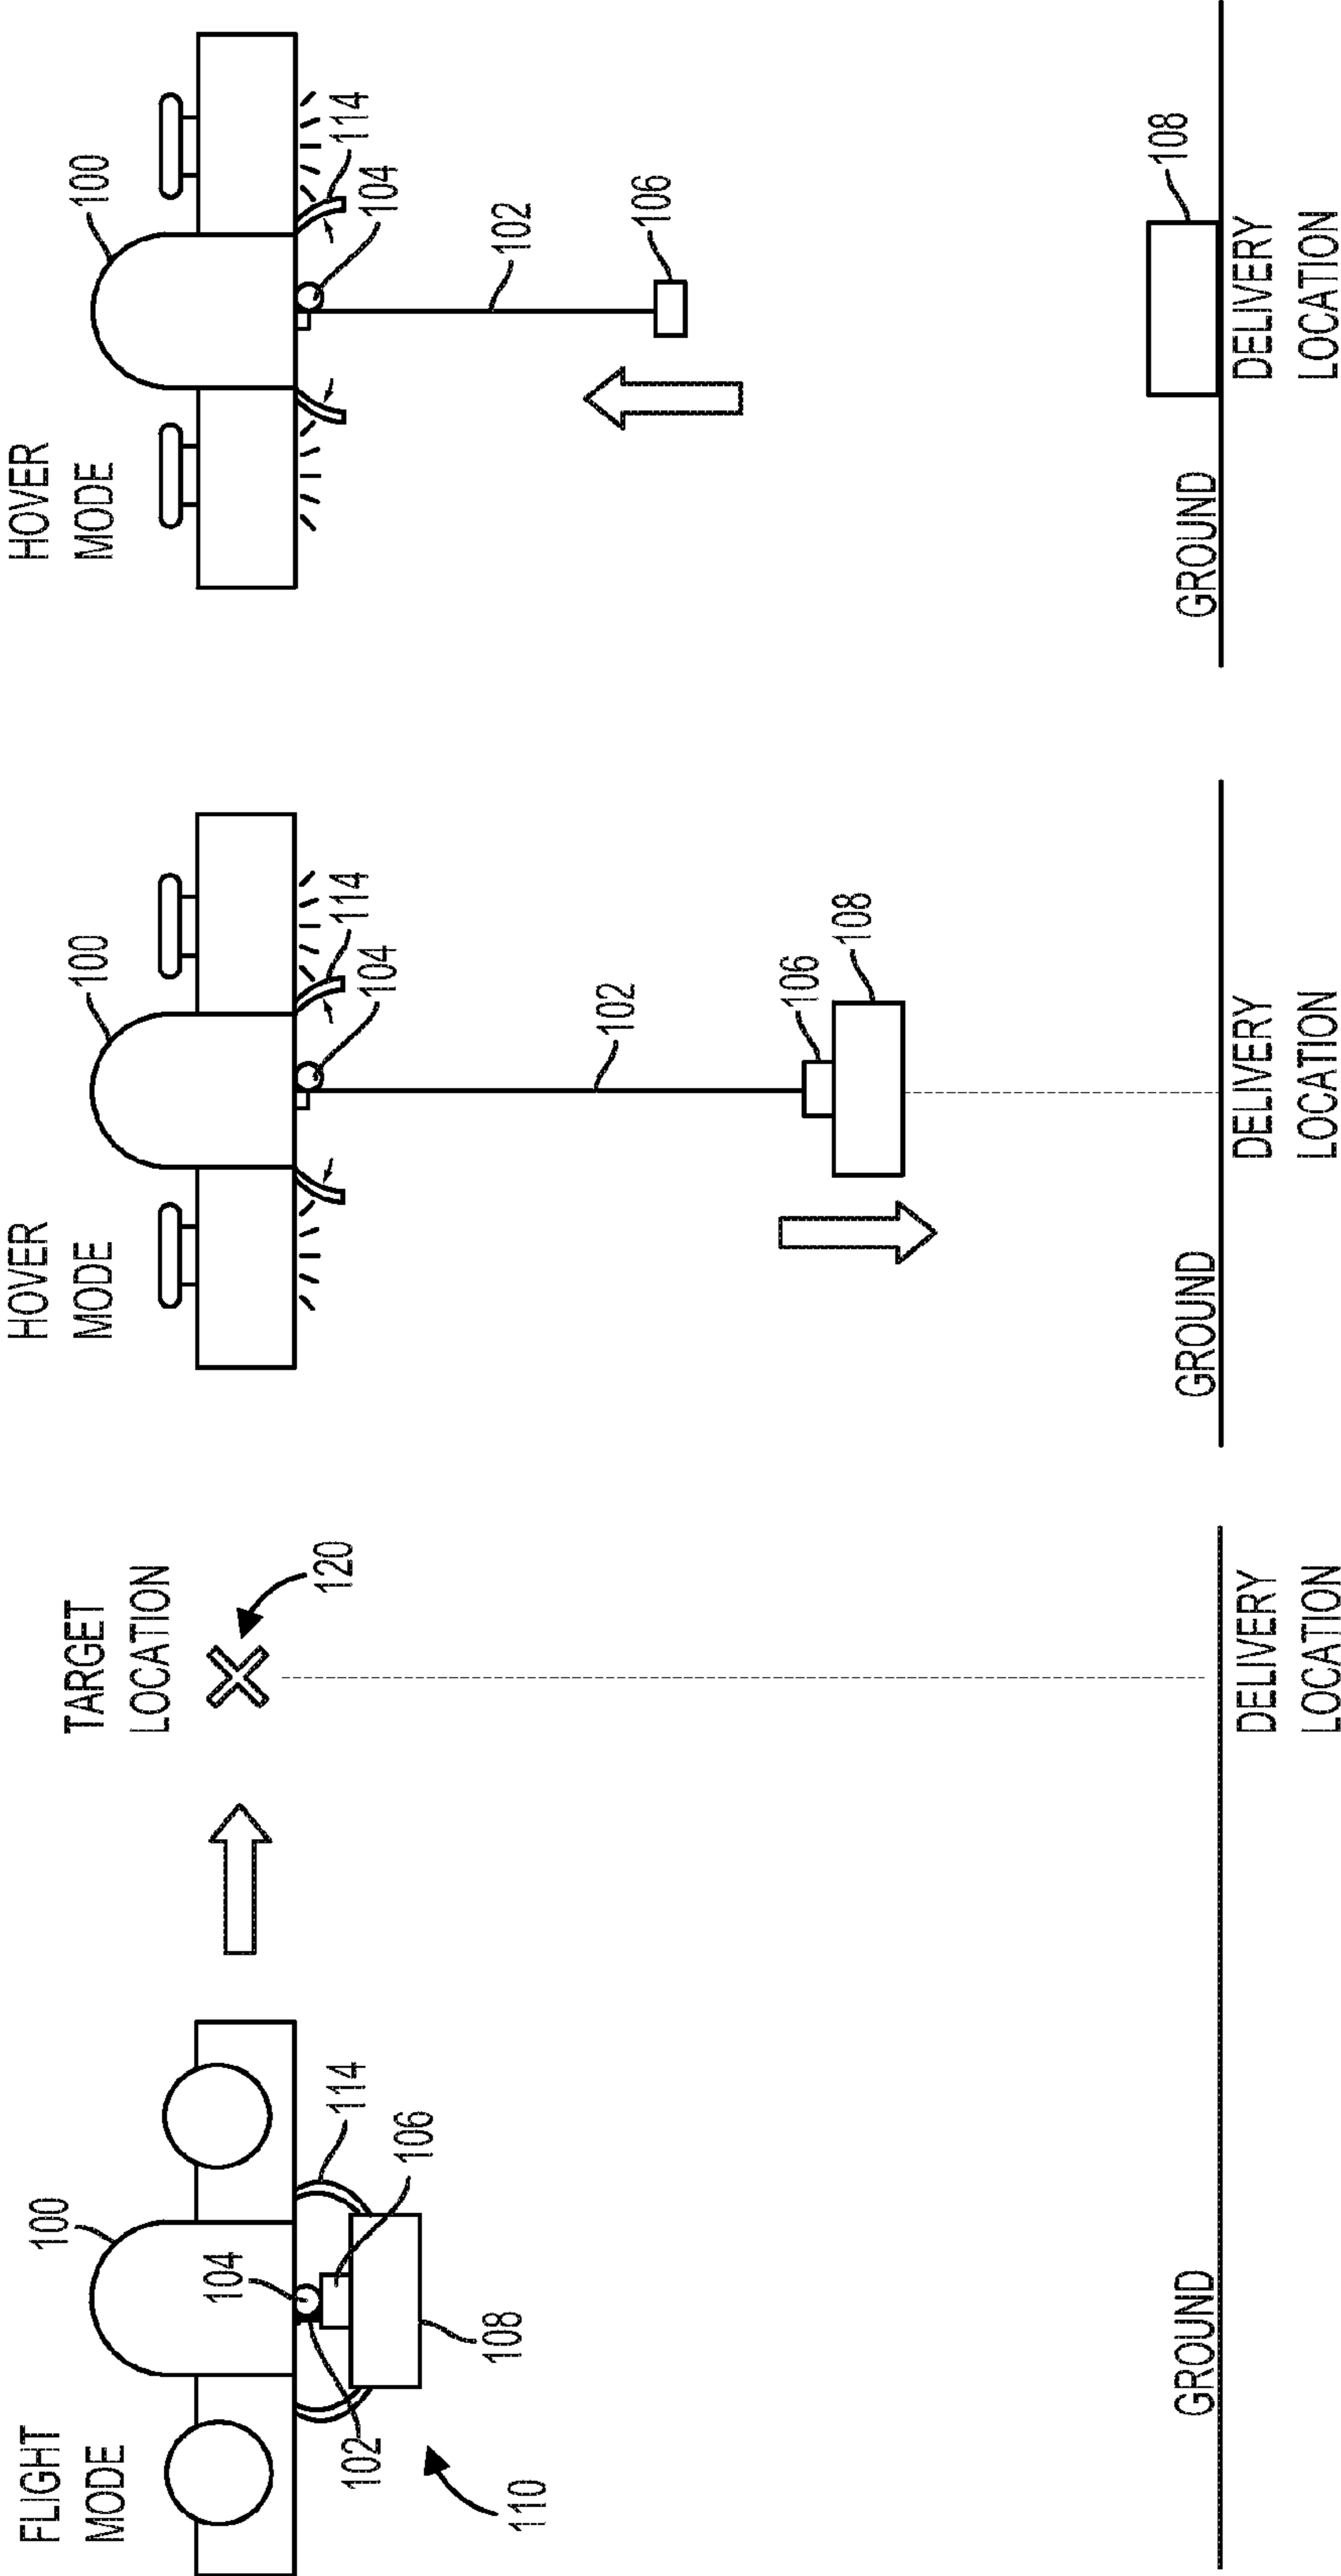 FLIGHT
MODE
100
104
102
106
114
108
110
TARGET
LOCATION
120
GROUND
DELIVERY
LOCATION
HOVER
MODE
100
114
104
102
106
108
GROUND
DELIVERY
LOCATION
HOVER
MODE
100
114
104
102
106
108
GROUND
DELIVERY
LOCATION